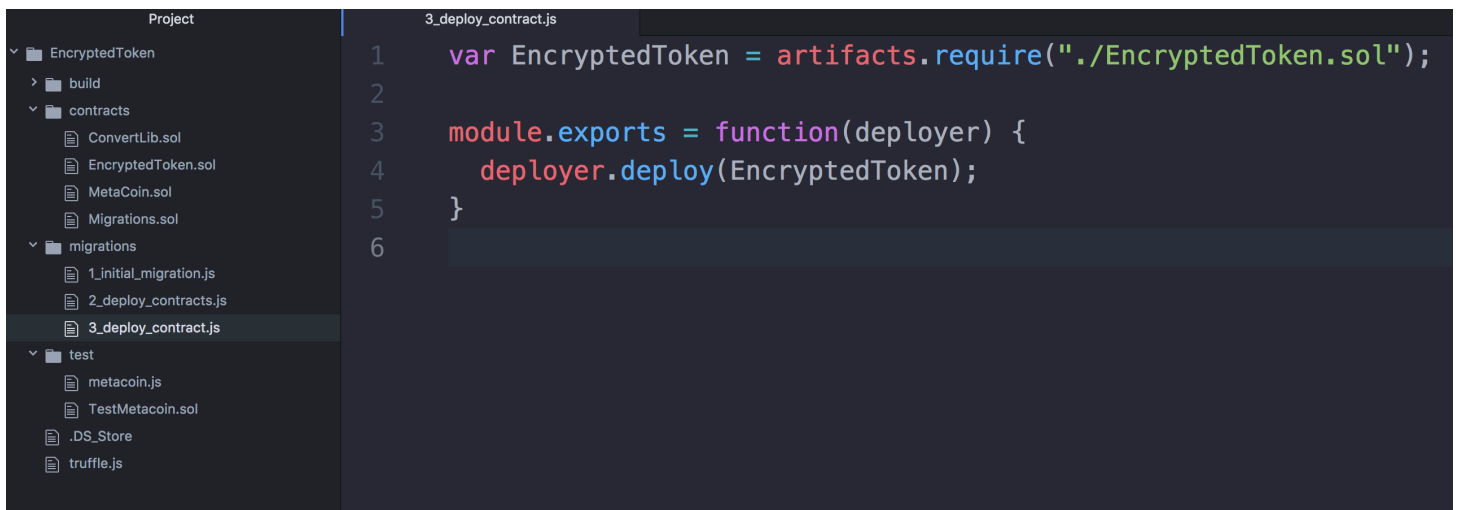 Project
EncryptedToken
build
contracts
ConvertLib.sol
EncryptedToken.sol
MetaCoin.sol
Migrations.sol
migrations
1_initial_migration.js
2_deploy_contracts.js
3_deploy_contract.js
test
metacoin.js
TestMetacoin.sol
.DS_Store
truffle.js
3_deploy_contract.js
1 var EncryptedToken = artifacts.require("./EncryptedToken.sol");
2
3 module.exports = function(deployer) {
4   deployer.deploy(EncryptedToken);
5 }
6